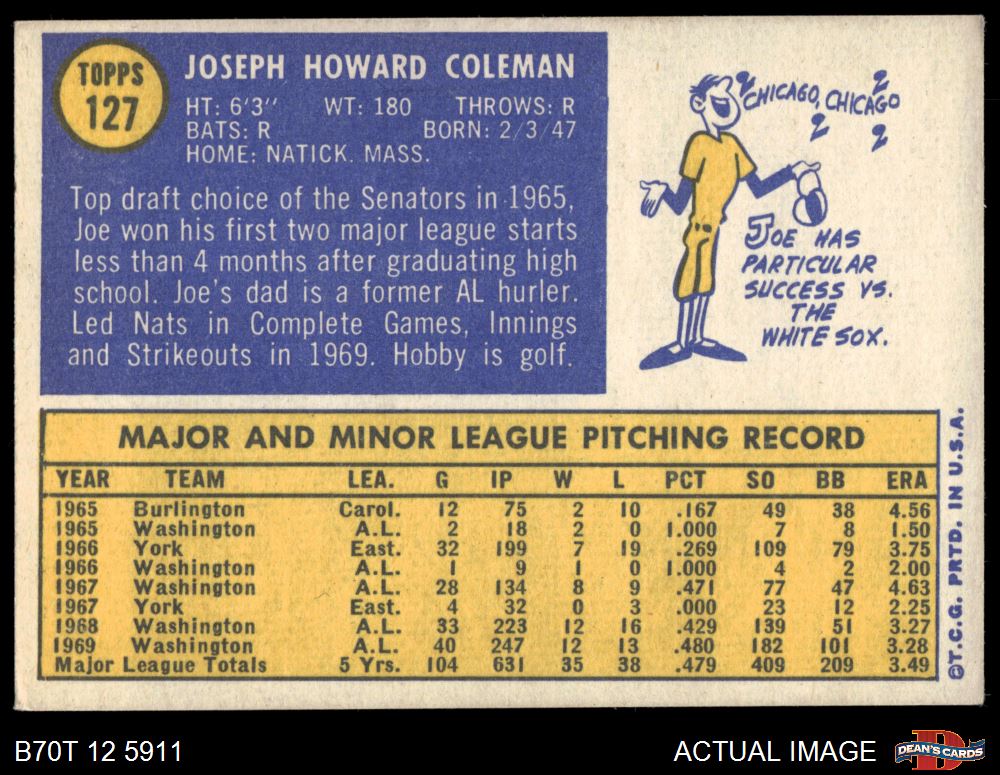 TOPPS
127
JOSEPH HOWARD COLEMAN
HT: 6'3" WT: 180 THROWS: R
BATS: R BORN: 2/3/47
HOME: NATICK. MASS.
Top draft choice of the Senators in 1965,
Joe won his first two major league starts
less than 4 months after graduating high
school. Joe's dad is a former AL hurler.
Led Nats in Complete Games, Innings
and Strikeouts in 1969. Hobby is golf.
CHICAGO, CHICAGO
JOE HAS
PARTICULAR
SUCCESS VS.
THE
WHITE SOX.
MAJOR AND MINOR LEAGUE PITCHING RECORD
YEAR TEAM LEA. G IP W L PCT SO BB ERA
1965 Burlington Carol. 12 75 2 10 .167 49 38 4.56
1965 Washington A.L. 2 18 2 0 1.000 7 8 1.50
1966 York East. 32 199 7 19 .269 109 79 3.75
1966 Washington A.L. 1 9 1 0 1.000 4 2 2.00
1967 Washington A.L. 28 134 8 9 .471 77 47 4.63
1967 York East. 4 32 0 3 .000 23 12 2.25
1968 Washington A.L. 33 223 12 16 .429 139 51 3.27
1969 Washington A.L. 40 247 12 13 .480 182 101 3.28
Major League Totals 5 Yrs. 104 631 35 38 .479 409 209 3.49
©T.C.G. PRTD. IN U.S.A.
B70T 12 5911
ACTUAL IMAGE
DEAN'S CARDS